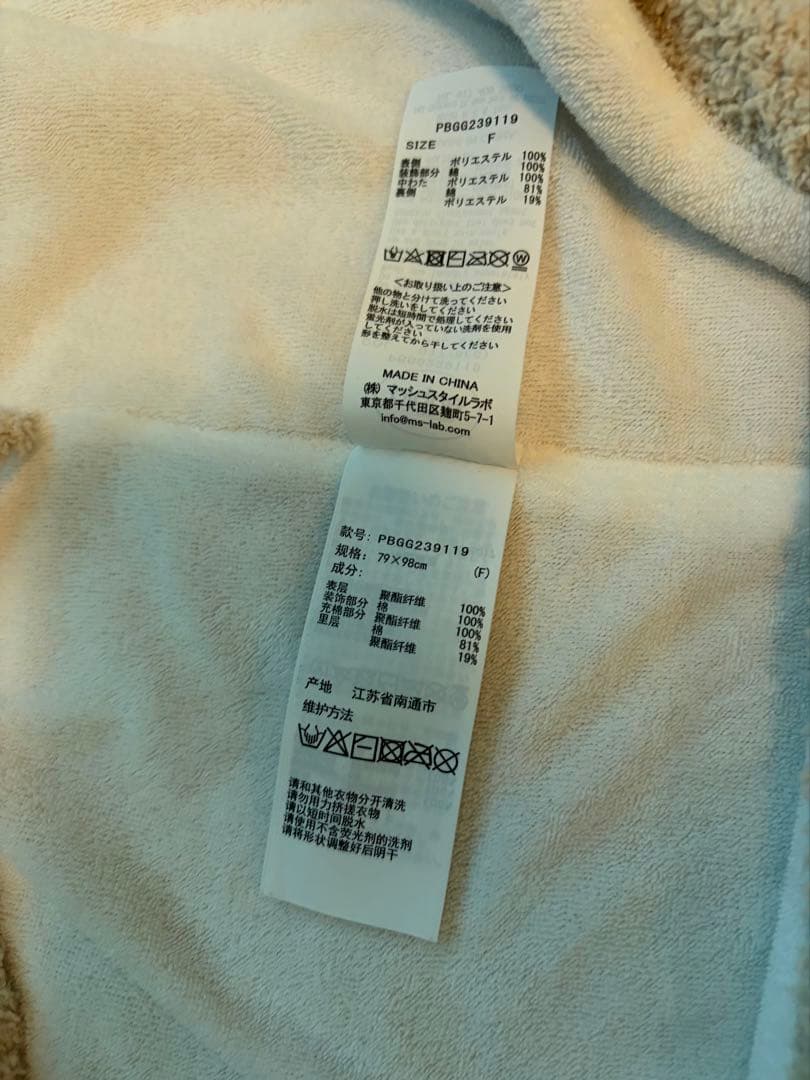 PBGG239119
SIZE F
表側 ポリエステル 100%
装飾部分 綿 100%
中わた ポリエステル 100%
裏側 綿 81%
ポリエステル 19%
W
<お取り扱い上のご注意>
他の物と分けて洗ってください
押し洗いをしてください
脱水は短時間で処理してください
蛍光剤が入っていない洗剤を使用
してください
形を整えてから干してください
MADE IN CHINA
(株) マッシュスタイルラボ
東京都千代田区麹町5-7-1
info@ms-lab.com
款号: PBGG239119
规格: 79×98cm (F)
成分:
表层 聚酯纤维 100%
装饰部分 棉 100%
充棉部分 聚酯纤维 100%
里层 棉 81%
聚酯纤维 19%
产地 江苏省南通市
维护方法
请和其他衣物分开清洗
请勿用力挤搓衣物
请以短时间脱水
请使用不含荧光剂的洗剂
请将形状调整好后阴干